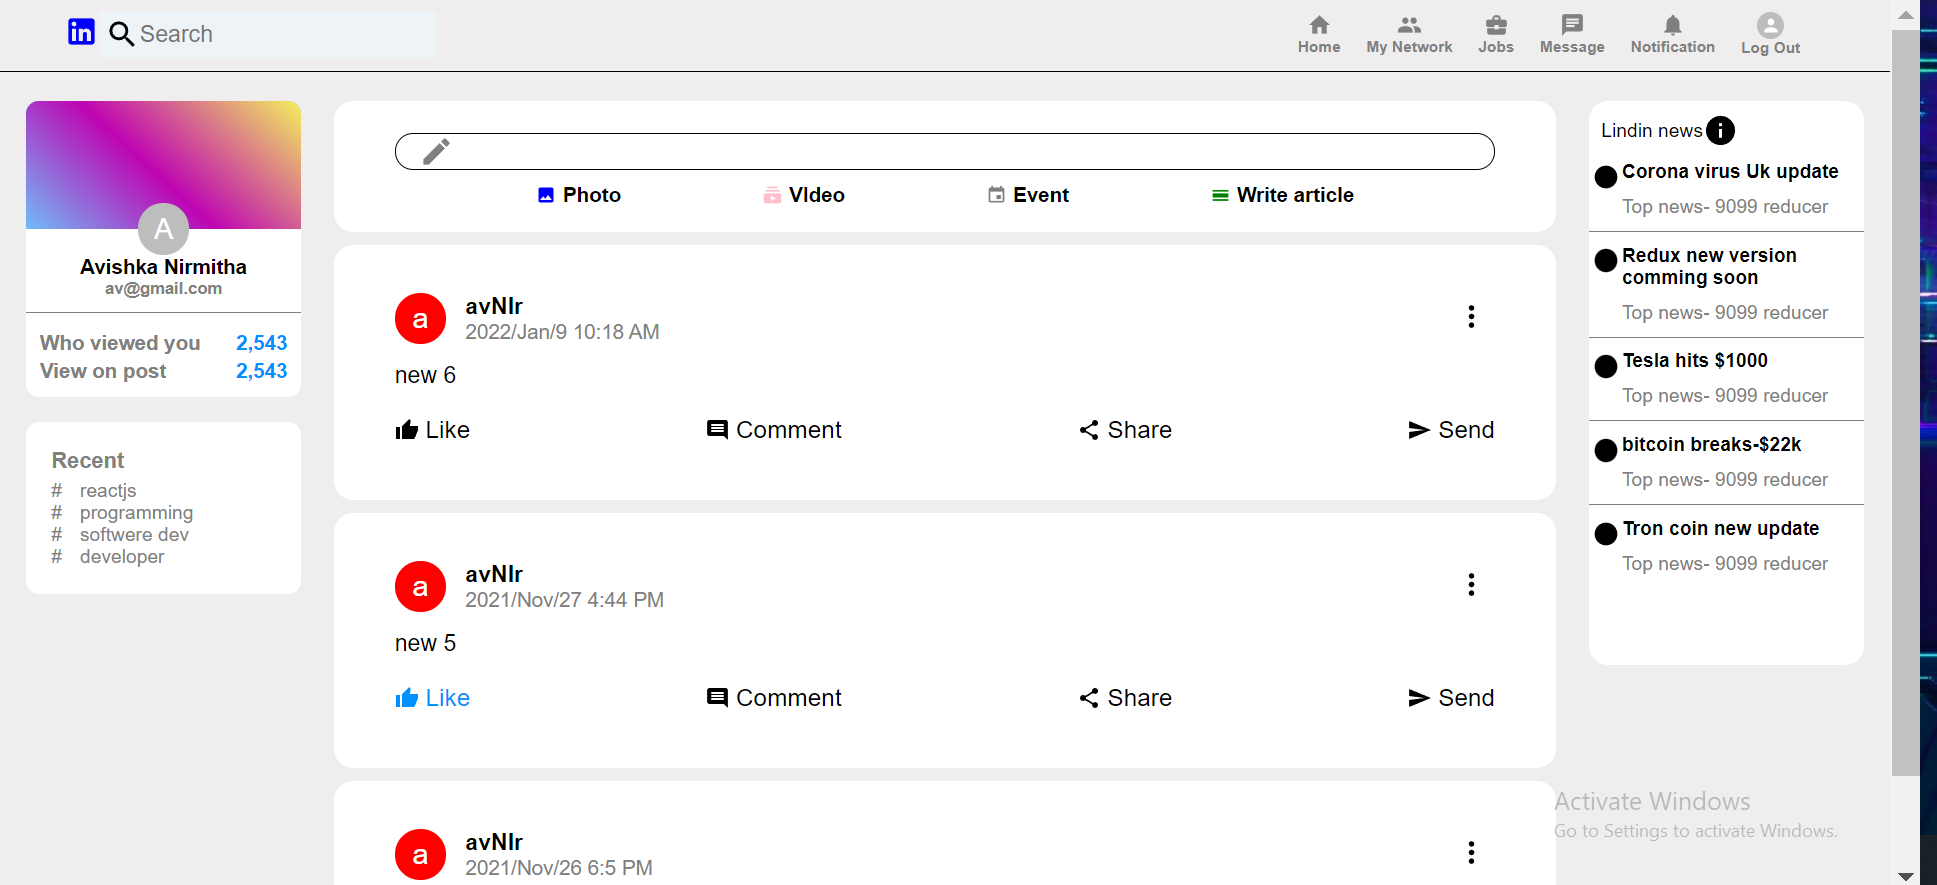 in Search
Home My Network Jobs Message Notification Log Out
A
Avishka Nirmitha
av@gmail.com
Who viewed you 2,543
View on post 2,543
Recent
# reactjs
# programming
# softwere dev
# developer
Photo VIdeo Event Write article
a avNIr
2022/Jan/9 10:18 AM
new 6
Like Comment Share Send
a avNIr
2021/Nov/27 4:44 PM
new 5
Like Comment Share Send
a avNIr
2021/Nov/26 6:5 PM
Lindin news
Corona virus Uk update
Top news- 9099 reducer
Redux new version
comming soon
Top news- 9099 reducer
Tesla hits $1000
Top news- 9099 reducer
bitcoin breaks-$22k
Top news- 9099 reducer
Tron coin new update
Top news- 9099 reducer
Activate Windows
Go to Settings to activate Windows.